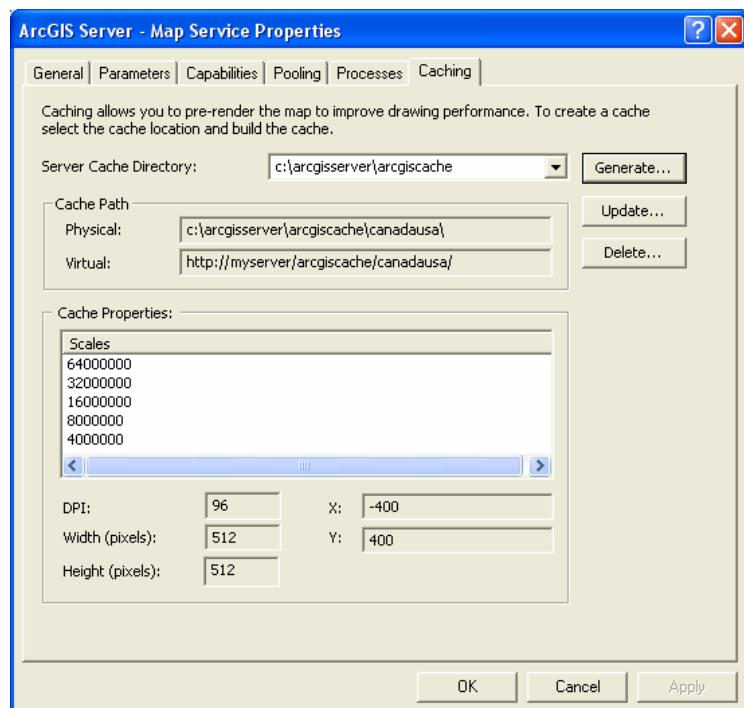 ArcGIS Server - Map Service Properties
General Parameters Capabilities Pooling Processes Caching
Caching allows you to pre-render the map to improve drawing performance. To create a cache
select the cache location and build the cache.
Server Cache Directory: c:\arcgisserver\arcgiscache Generate...
Cache Path
Update...
Physical: c:\arcgisserver\arcgiscache\canadausa\
Virtual: http://myserver/arcgiscache/canadausa/
Delete...
Cache Properties:
Scales
64000000
32000000
16000000
8000000
4000000
DPI: 96 X: -400
Width (pixels): 512 Y: 400
Height (pixels): 512
OK Cancel Apply